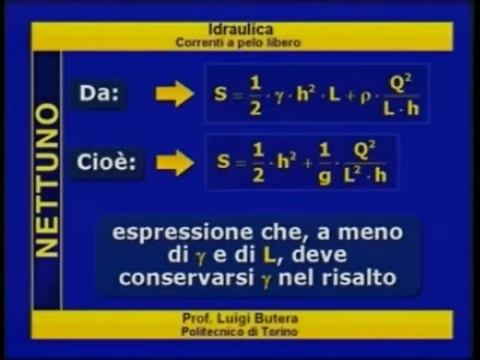 Idraulica
Correnti a pelo libero
NETTUNO
Da: S = 1/2 · γ · h² · L + ρ · Q²/(L · h)
Cioè: S = 1/2 · h² + 1/g · Q²/(L² · h)
espressione che, a meno
di γ e di L, deve
conservarsi γ nel risalto
Prof. Luigi Butera
Politecnico di Torino